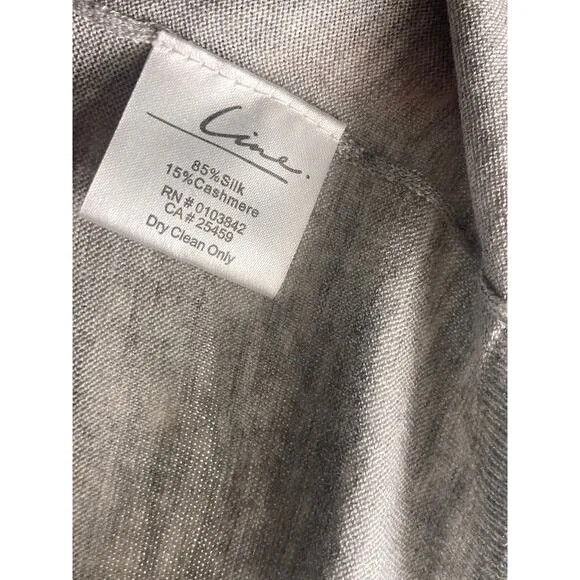 Line.
85%Silk
15%Cashmere
RN # 0103842
CA # 25459
Dry Clean Only